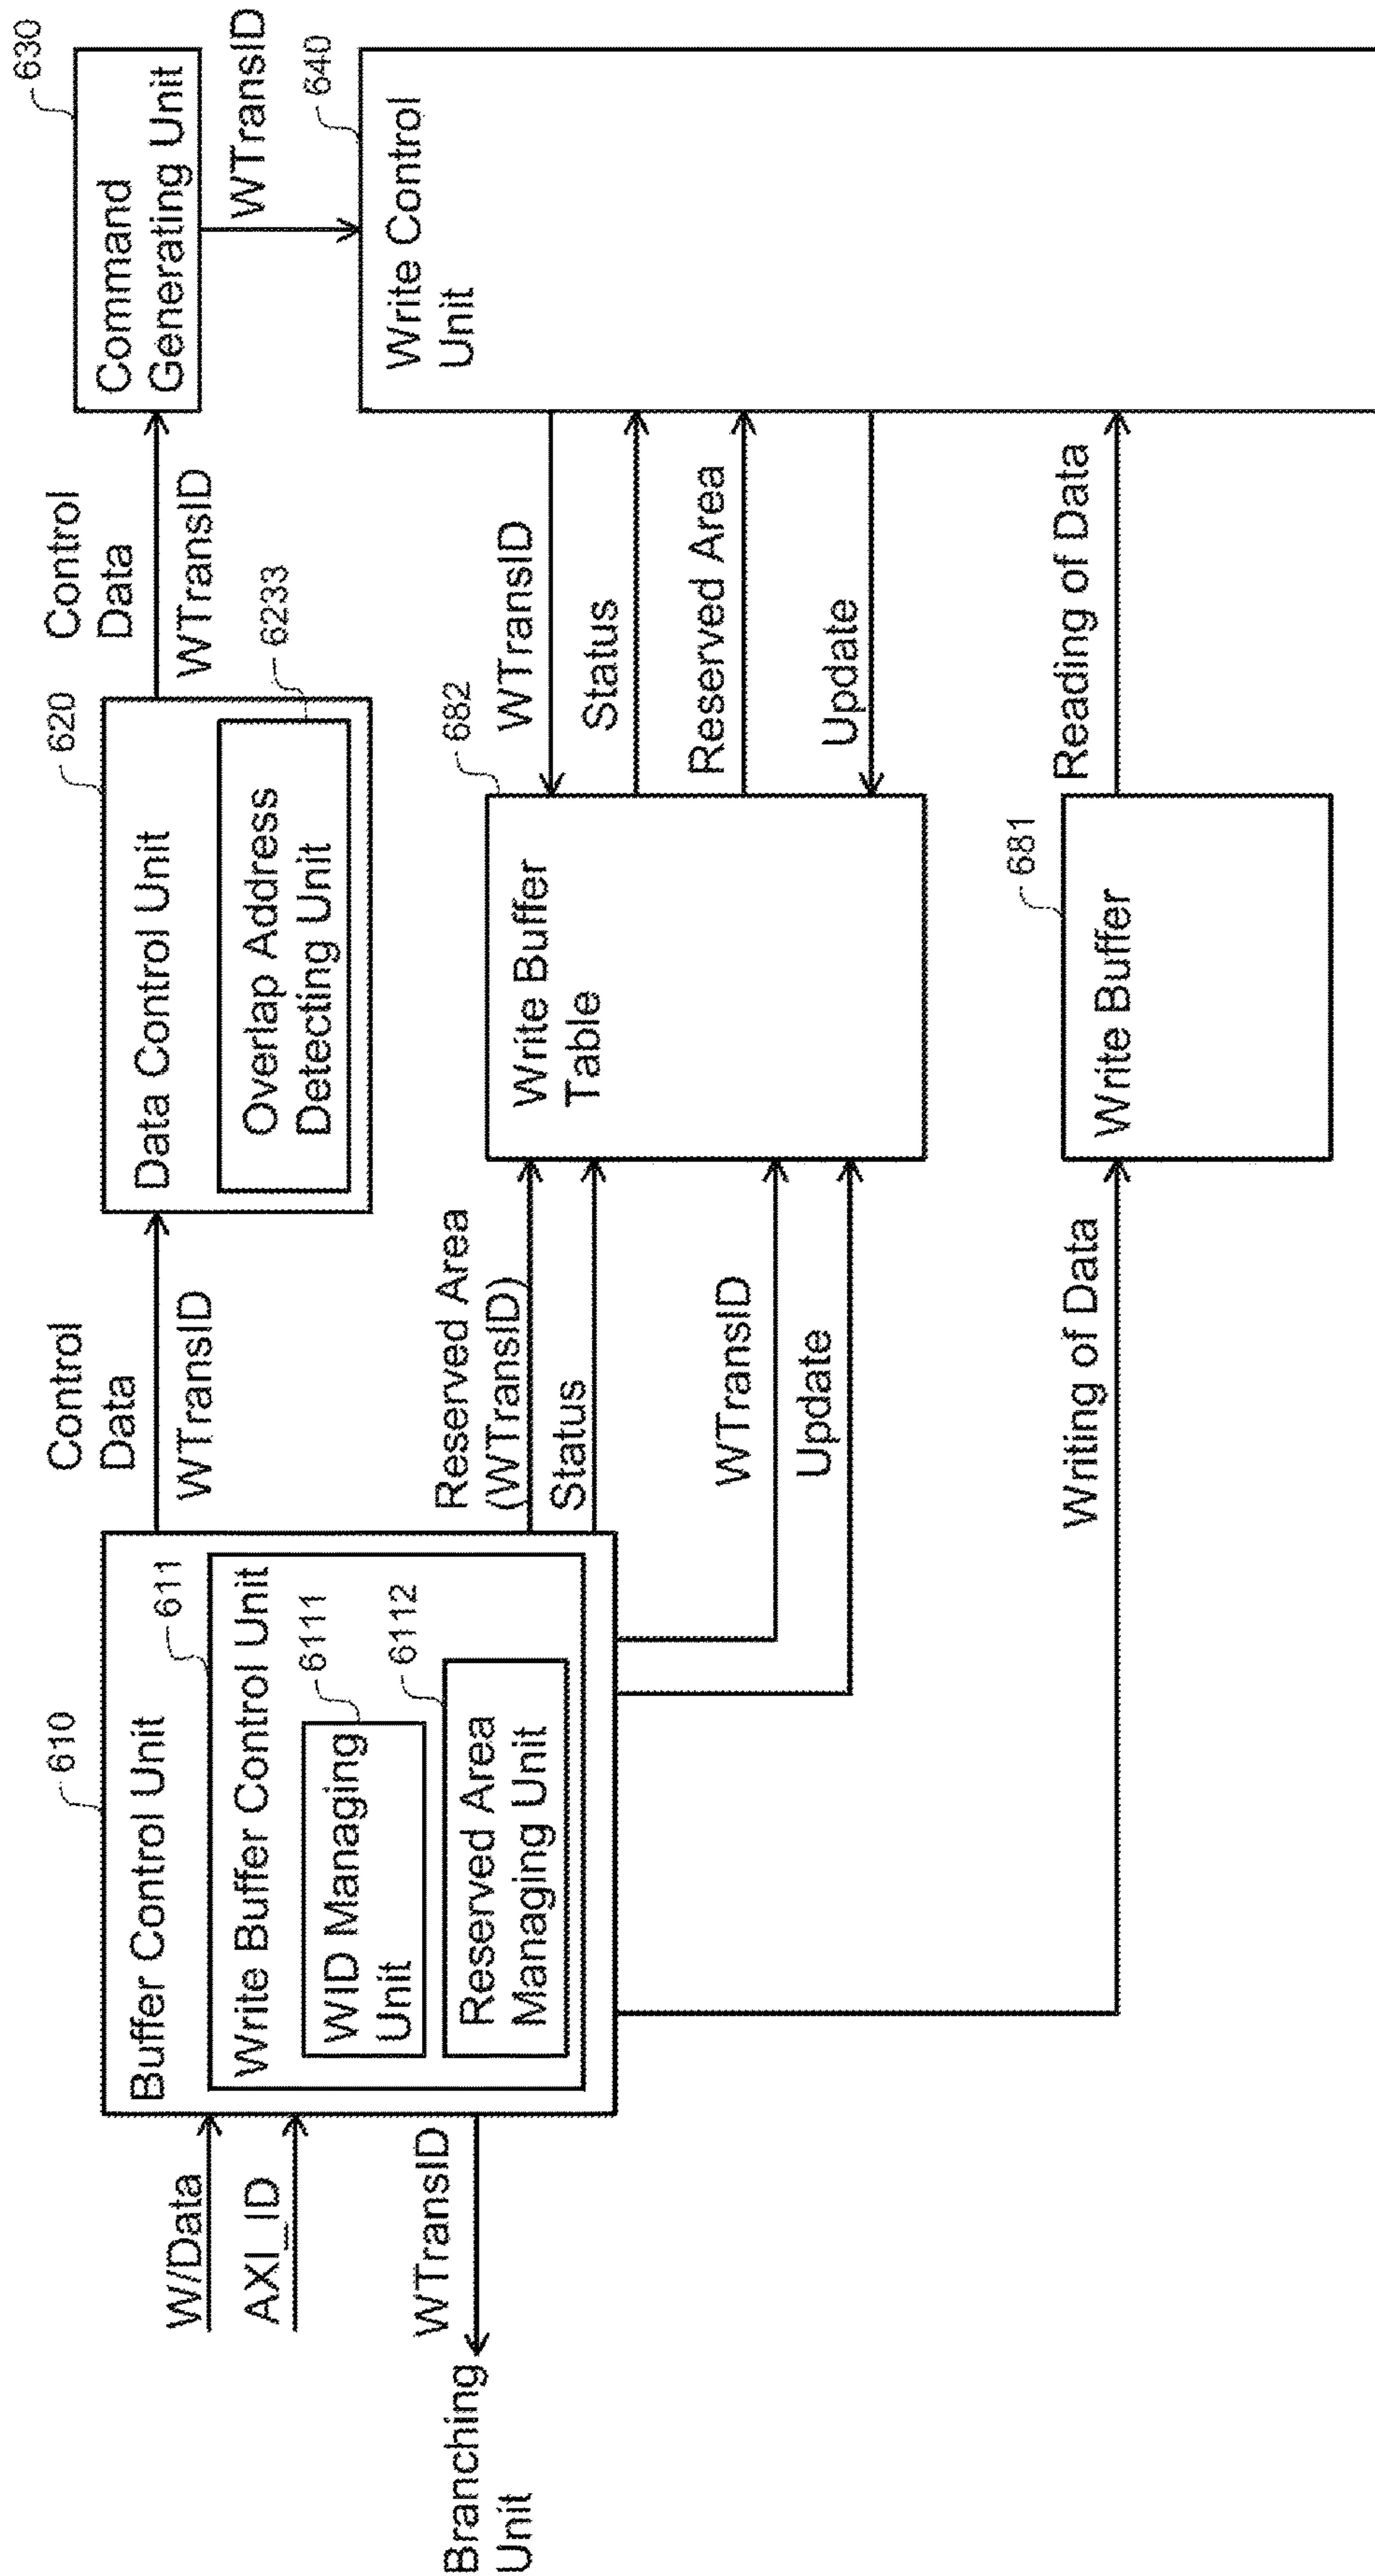 610
Buffer Control Unit
611
Write Buffer Control Unit
6111
WID Managing
Unit
6112
Reserved Area
Managing Unit
W/Data
AXI_ID
WTransID
Branching
Unit
Control
Data
WTransID
620
Data Control Unit
6233
Overlap Address
Detecting Unit
Control
Data
WTransID
630
Command
Generating Unit
WTransID
640
Write Control
Unit
Reserved Area
(WTransID)
Status
WTransID
Update
682
Write Buffer
Table
WTransID
Status
Reserved Area
Update
Writing of Data
681
Write Buffer
Reading of Data